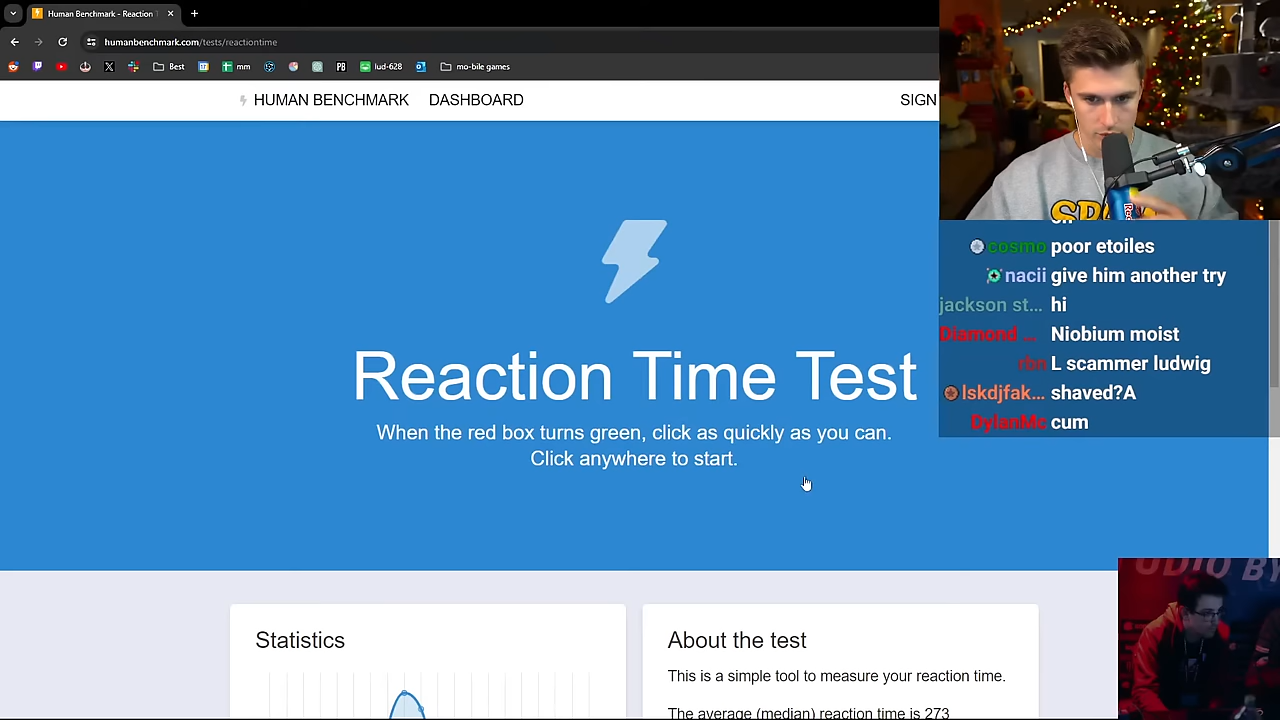 Human Benchmark - Reaction T
humanbenchmark.com/tests/reactiontime
Best
mm
iud-628
mo-bile games
HUMAN BENCHMARK
DASHBOARD
SIGN
Reaction Time Test
When the red box turns green, click as quickly as you can.
Click anywhere to start.
cosmo poor etoiles
nacii give him another try
jackson st… hi
Diamond … Niobium moist
rbn L scammer ludwig
lskdjfak… shaved?A
DylanMc cum
UDIO BY
Statistics
About the test
This is a simple tool to measure your reaction time.
The average (median) reaction time is 273